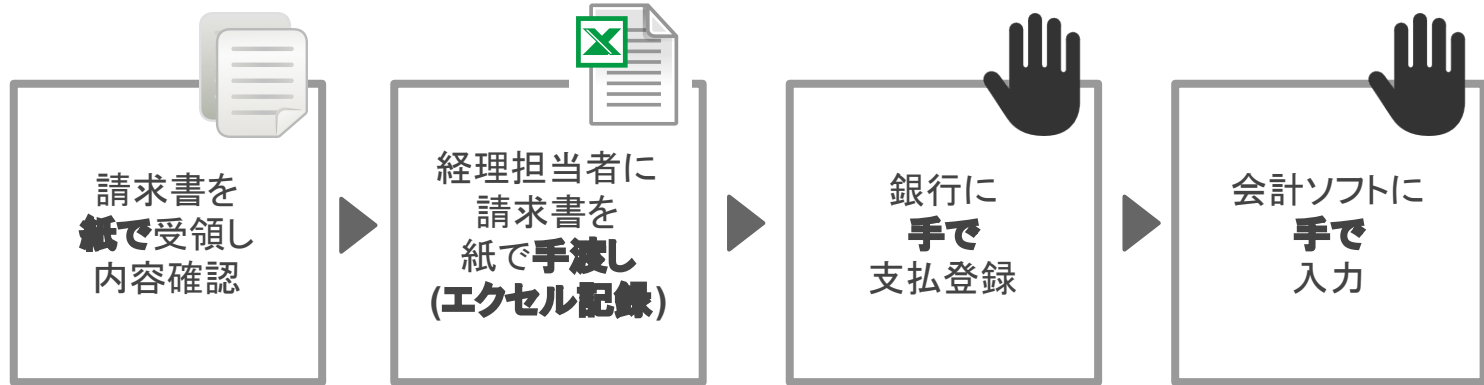 請求書を
紙で受領し
内容確認
経理担当者に
請求書を
紙で手渡し
(エクセル記録)
銀行に
手で
支払登録
会計ソフトに
手で
入力